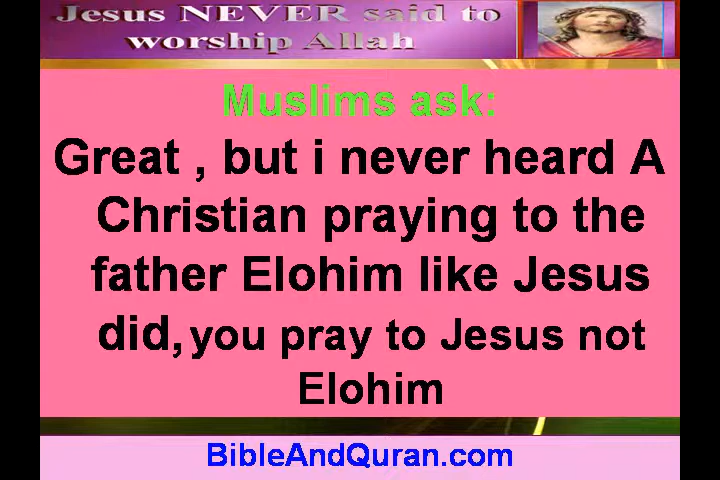 Jesus NEVER said to
worship Allah
Muslims ask:
Great , but i never heard A
Christian praying to the
father Elohim like Jesus
did, you pray to Jesus not
Elohim
BibleAndQuran.com